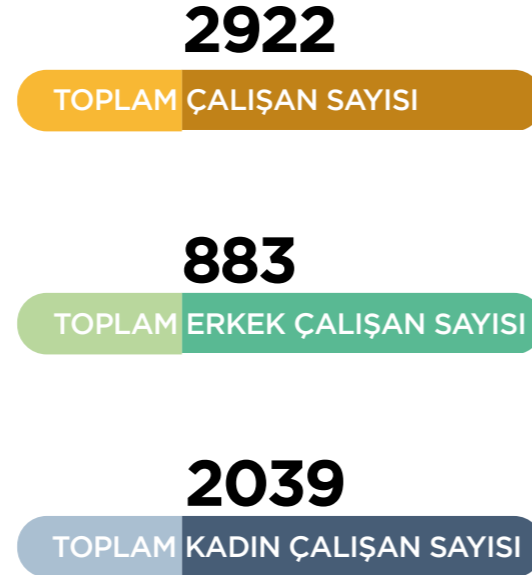 2922
TOPLAM ÇALIŞAN SAYISI
883
TOPLAM ERKEK ÇALIŞAN SAYISI
2039
TOPLAM KADIN ÇALIŞAN SAYISI